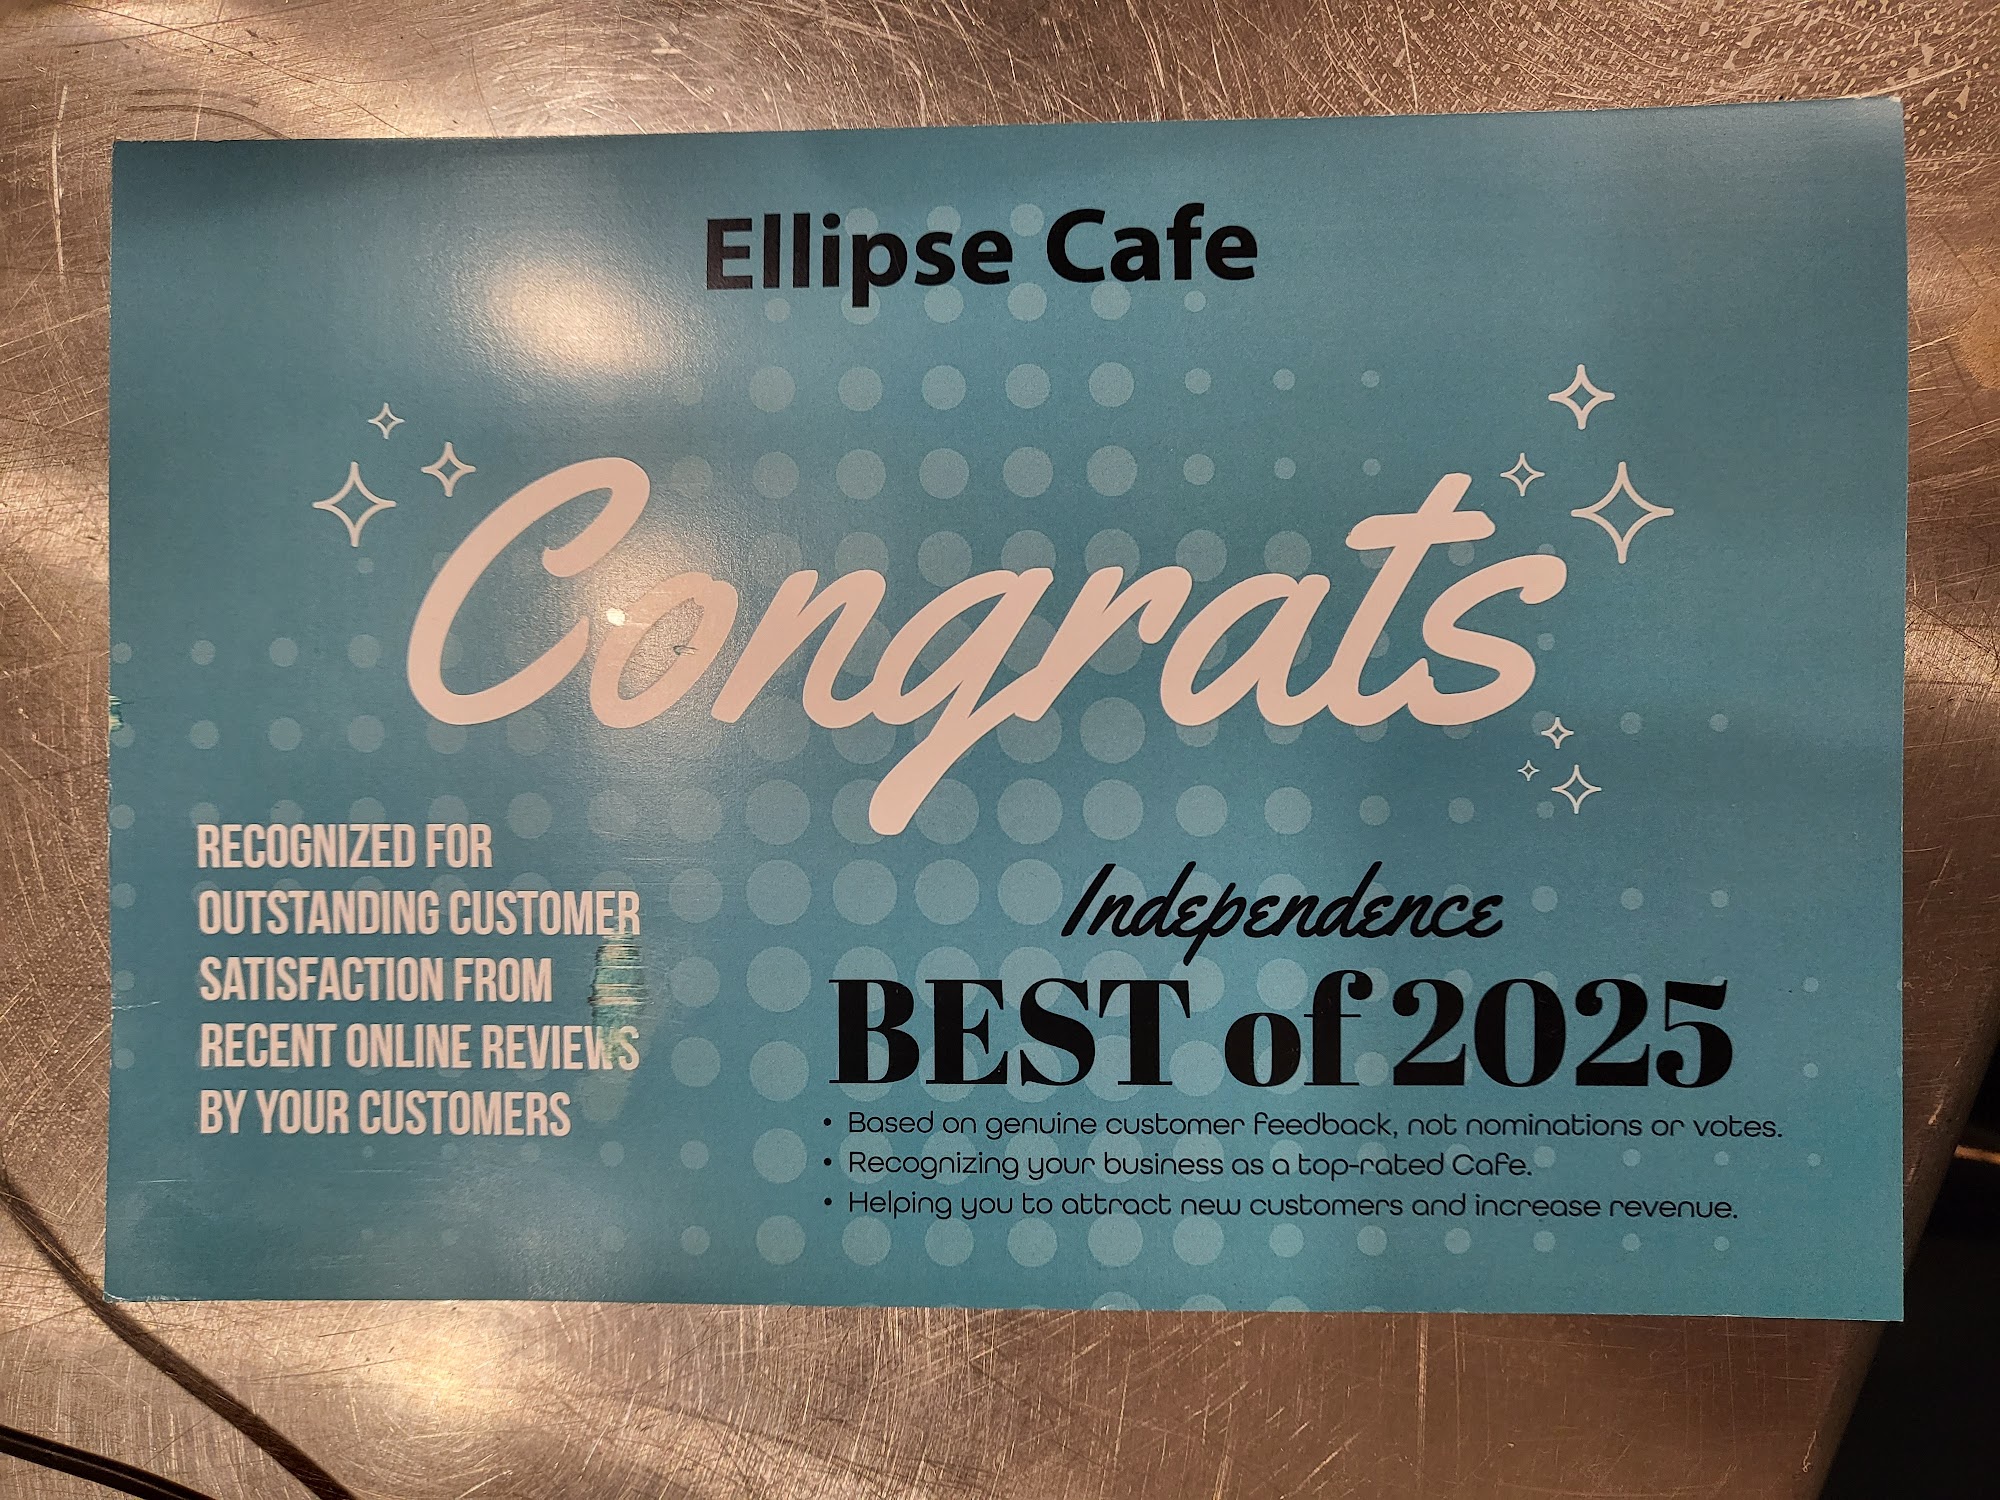 Ellipse Cafe
Congrats
RECOGNIZED FOR
OUTSTANDING CUSTOMER
SATISFACTION FROM
RECENT ONLINE REVIEWS
BY YOUR CUSTOMERS
Independence
BEST of 2025
• Based on genuine customer feedback, not nominations or votes.
• Recognizing your business as a top-rated Cafe.
• Helping you to attract new customers and increase revenue.